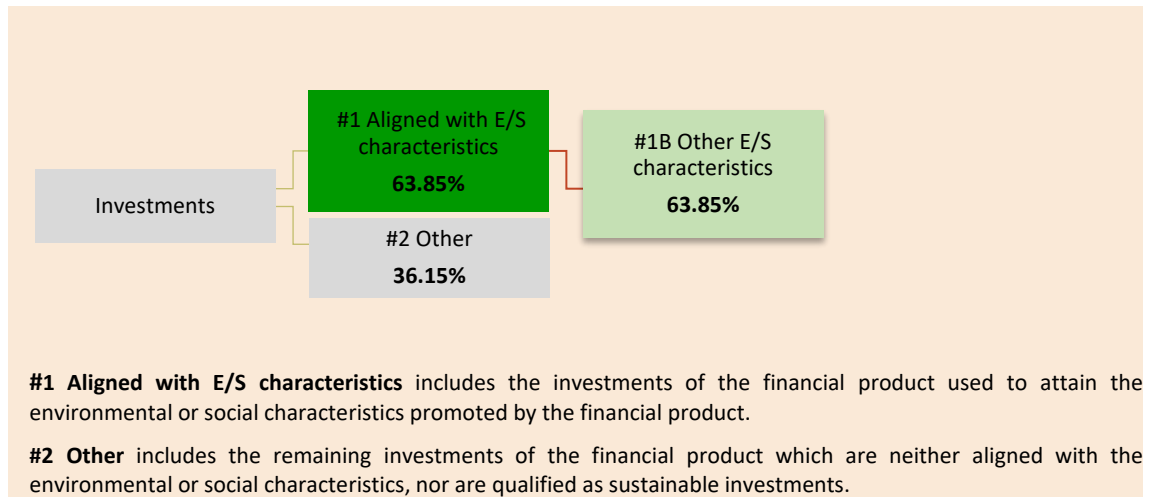 Investments
#1 Aligned with E/S
characteristics
63.85%
#2 Other
36.15%
#1B Other E/S
characteristics
63.85%
#1 Aligned with E/S characteristics includes the investments of the financial product used to attain the
environmental or social characteristics promoted by the financial product.
#2 Other includes the remaining investments of the financial product which are neither aligned with the
environmental or social characteristics, nor are qualified as sustainable investments.